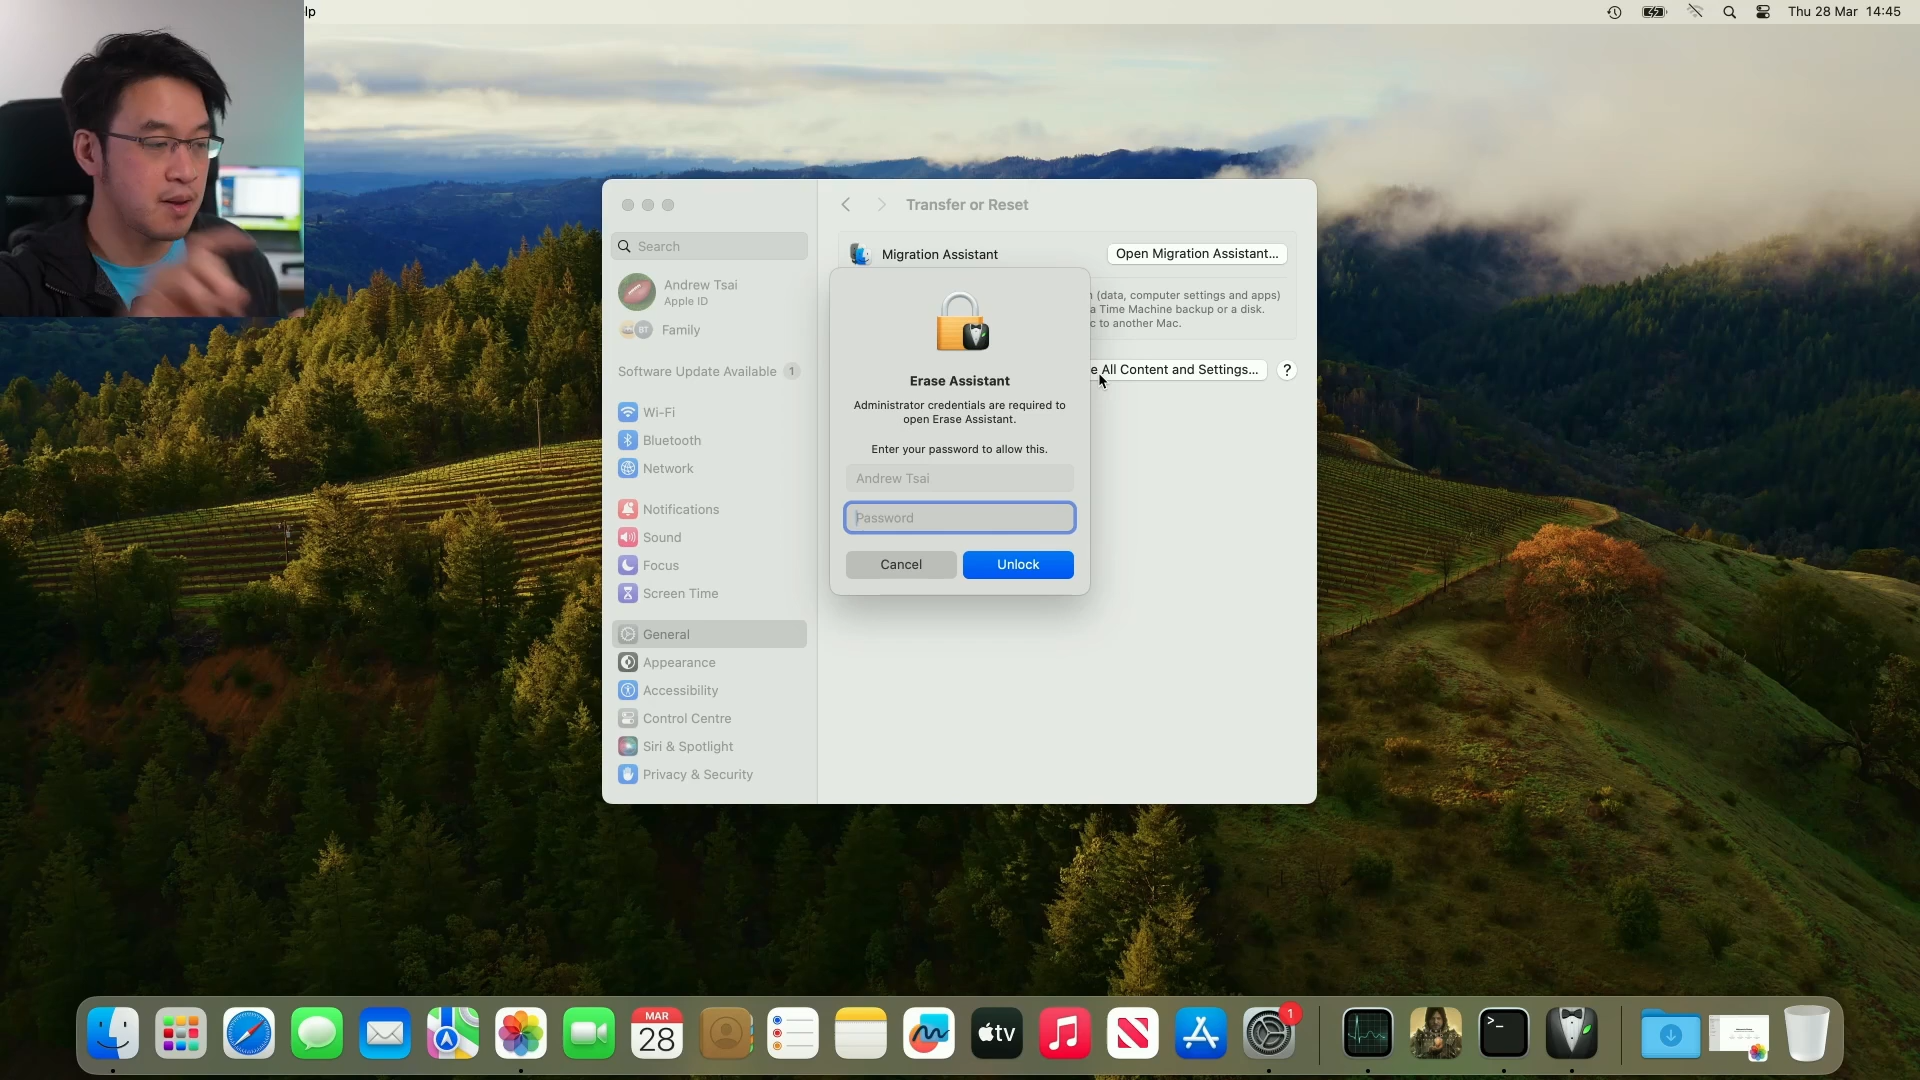 lp
Thu 28 Mar 14:45
Transfer or Reset
Search
Migration Assistant
Open Migration Assistant...
Andrew Tsai
Apple ID
(data, computer settings and apps)
a Time Machine backup or a disk.
c to another Mac.
Family
Software Update Available 1
e All Content and Settings... ?
Erase Assistant
Administrator credentials are required to
open Erase Assistant.
Enter your password to allow this.
Andrew Tsai
Password
Cancel
Unlock
Wi-Fi
Bluetooth
Network
Notifications
Sound
Focus
Screen Time
General
Appearance
Accessibility
Control Centre
Siri & Spotlight
Privacy & Security
BT
MAR
28
tv
1
>_